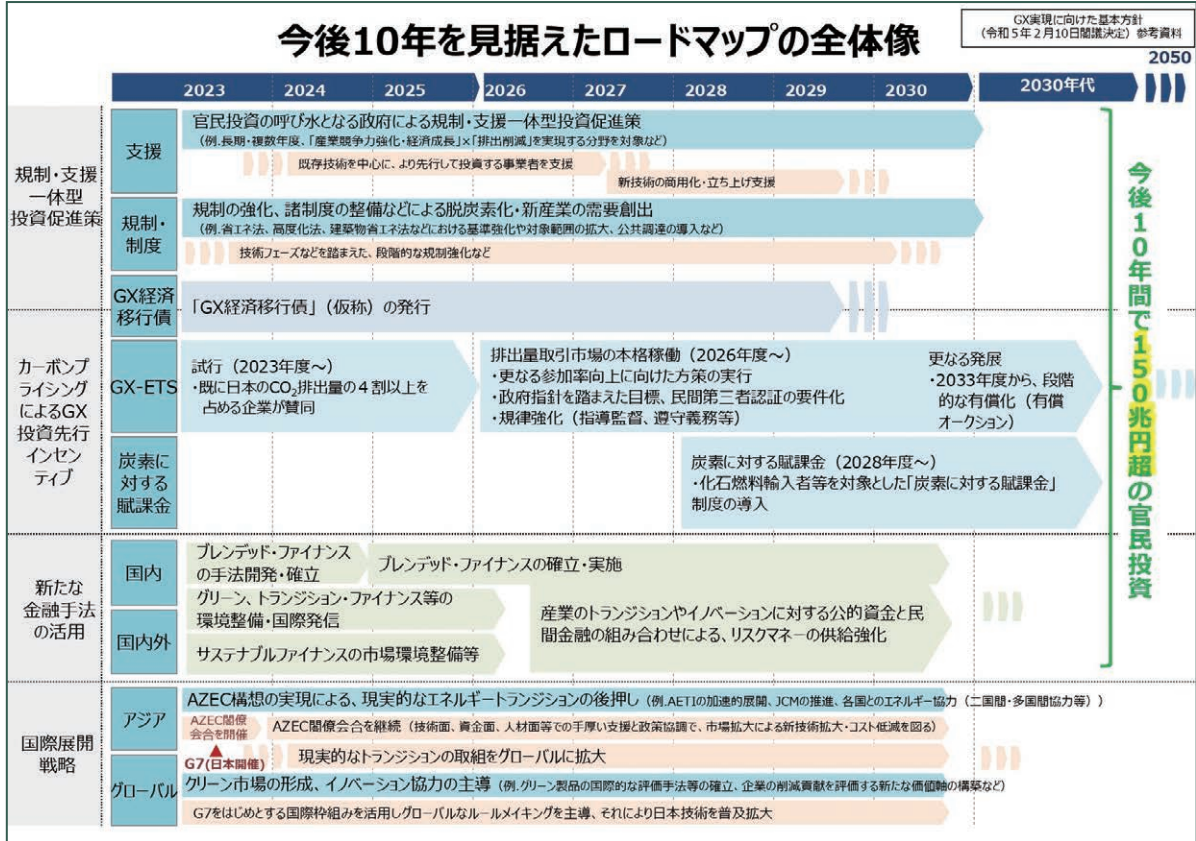 今後10年を見据えたロードマップの全体像
GX実現に向けた基本方針
（令和5年2月10日閣議決定）参考資料
2023
2024
2025
2026
2027
2028
2029
2030
2030年代
2050
規制・支援
一体型
投資促進策
支援
官民投資の呼び水となる政府による規制・支援一体型投資促進策
（例.長期・複数年度、「産業競争力強化・経済成長」×「排出削減」を実現する分野を対象など）
既存技術を中心に、より先行して投資する事業者を支援
新技術の商用化・立ち上げ支援
規制・
制度
規制の強化、諸制度の整備などによる脱炭素化・新産業の需要創出
（例.省エネ法、高度化法、建築物省エネ法などにおける基準強化や対象範囲の拡大、公共調達の導入など）
技術フェーズなどを踏まえた、段階的な規制強化など
GX経済
移行債
「GX経済移行債」（仮称）の発行
カーボンプ
ライシング
によるGX
投資先行
インセン
ティブ
GX-ETS
試行（2023年度～）
・既に日本のCO₂排出量の４割以上を
占める企業が賛同
排出量取引市場の本格稼働（2026年度～）
・更なる参加率向上に向けた方策の実行
・政府指針を踏まえた目標、民間第三者認証の要件化
・規律強化（指導監督、遵守義務等）
更なる発展
・2033年度から、段階
的な有償化（有償
オークション）
炭素に
対する
賦課金
炭素に対する賦課金（2028年度～）
・化石燃料輸入者等を対象とした「炭素に対する賦課金」
制度の導入
新たな
金融手法
の活用
国内
ブレンデッド・ファイナンス
の手法開発・確立
ブレンデッド・ファイナンスの確立・実施
国内外
グリーン、トランジション・ファイナンス等の
環境整備・国際発信
サステナブルファイナンスの市場環境整備等
産業のトランジションやイノベーションに対する公的資金と民
間金融の組み合わせによる、リスクマネーの供給強化
今後10年間で150兆円超の官民投資
国際展開
戦略
アジア
AZEC構想の実現による、現実的なエネルギートランジションの後押し（例.AETIの加速的展開、JCMの推進、各国とのエネルギー協力（二国間・多国間協力等））
AZEC閣僚
会合を開催
AZEC閣僚会合を継続（技術面、資金面、人材面等での手厚い支援と政策協調で、市場拡大による新技術拡大・コスト低減を図る）
G7(日本開催)
現実的なトランジションの取組をグローバルに拡大
グローバル
クリーン市場の形成、イノベーション協力の主導（例.グリーン製品の国際的な評価手法等の確立、企業の削減貢献を評価する新たな価値軸の構築など）
G7をはじめとする国際枠組みを活用しグローバルなルールメイキングを主導、それにより日本技術を普及拡大